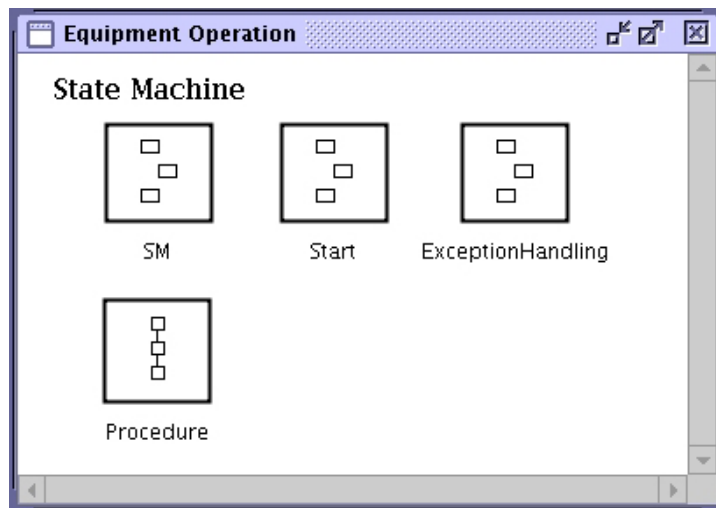 Equipment Operation
State Machine
SM Start ExceptionHandling
Procedure